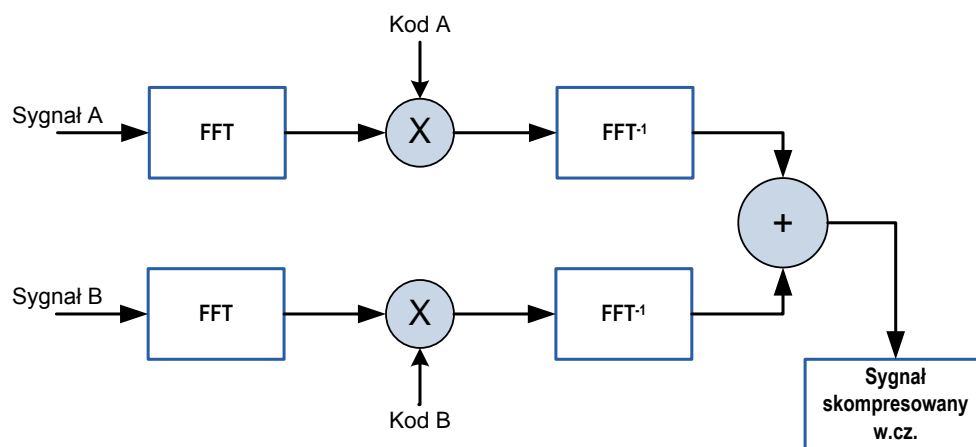 Kod A
Sygnał A
FFT
X
FFT-1
+
Sygnał B
FFT
X
FFT-1
Kod B
Sygnał
skompresowany
w.cz.